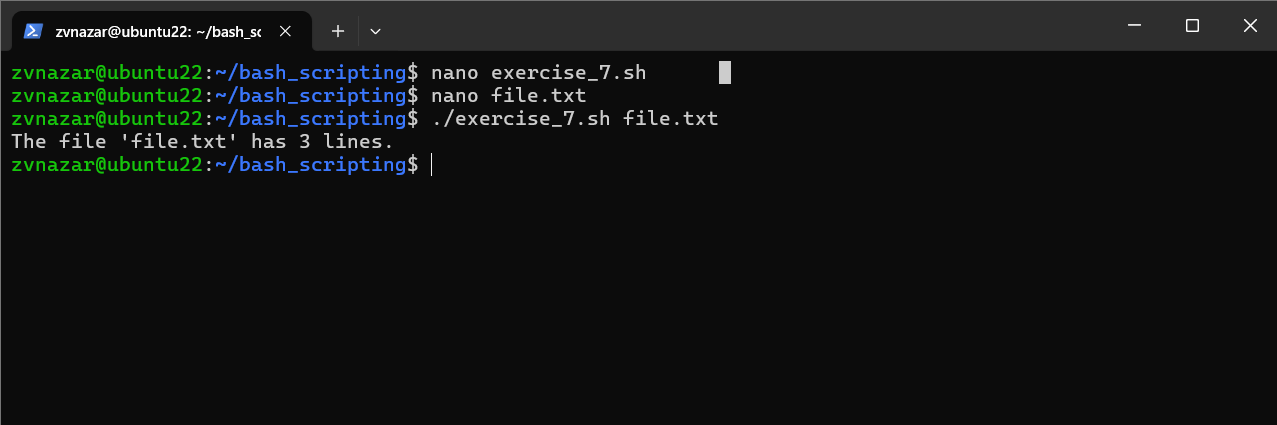 zvnazar@ubuntu22: ~/bash_sc
zvnazar@ubuntu22:~/bash_scripting$ nano exercise_7.sh
zvnazar@ubuntu22:~/bash_scripting$ nano file.txt
zvnazar@ubuntu22:~/bash_scripting$ ./exercise_7.sh file.txt
The file 'file.txt' has 3 lines.
zvnazar@ubuntu22:~/bash_scripting$